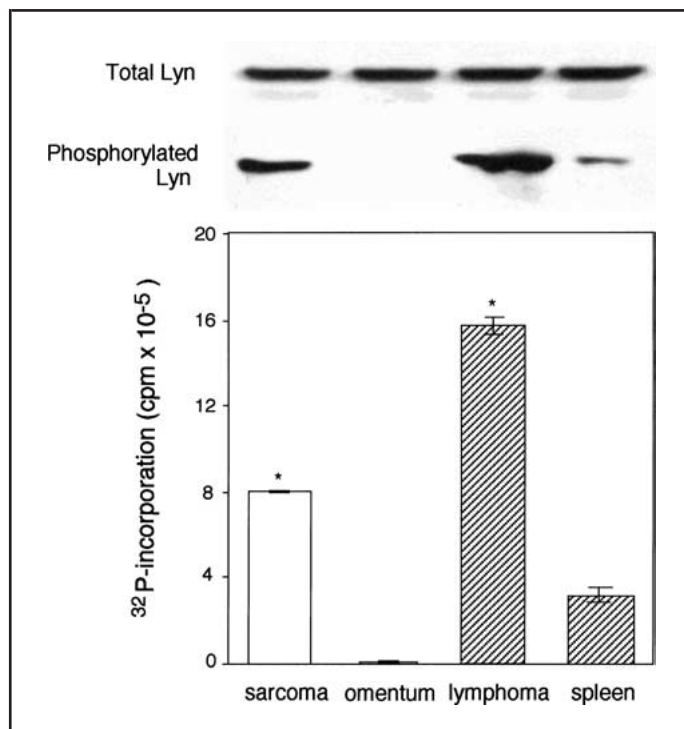 Total Lyn
Phosphorylated
Lyn
20
16
12
8
4
0
32P-incorporation (cpm x 10-5)
*
*
sarcoma omentum lymphoma spleen